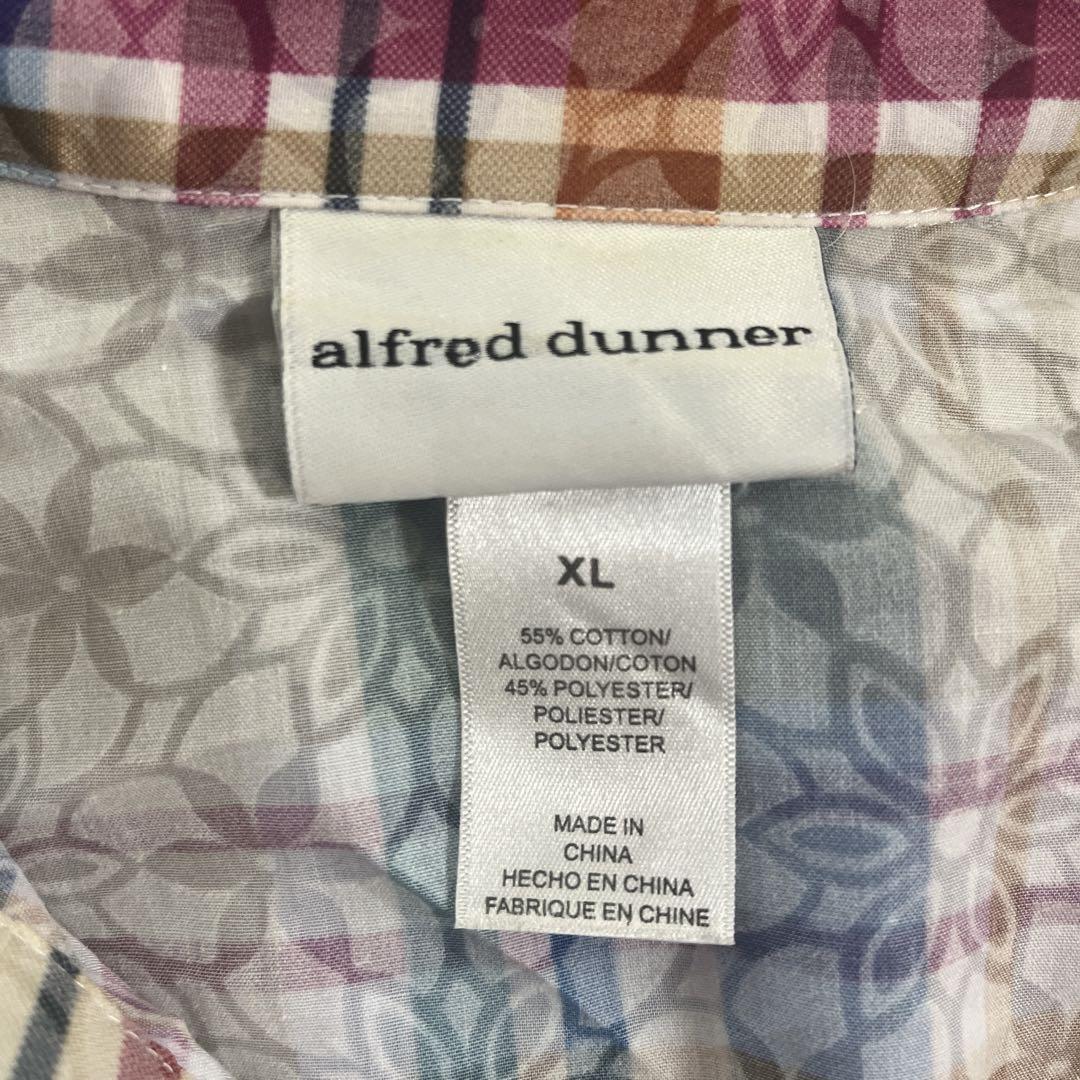 alfred dunner
XL
55% COTTON/
ALGODON/COTON
45% POLYESTER/
POLIESTER/
POLYESTER
MADE IN
CHINA
HECHO EN CHINA
FABRIQUE EN CHINE